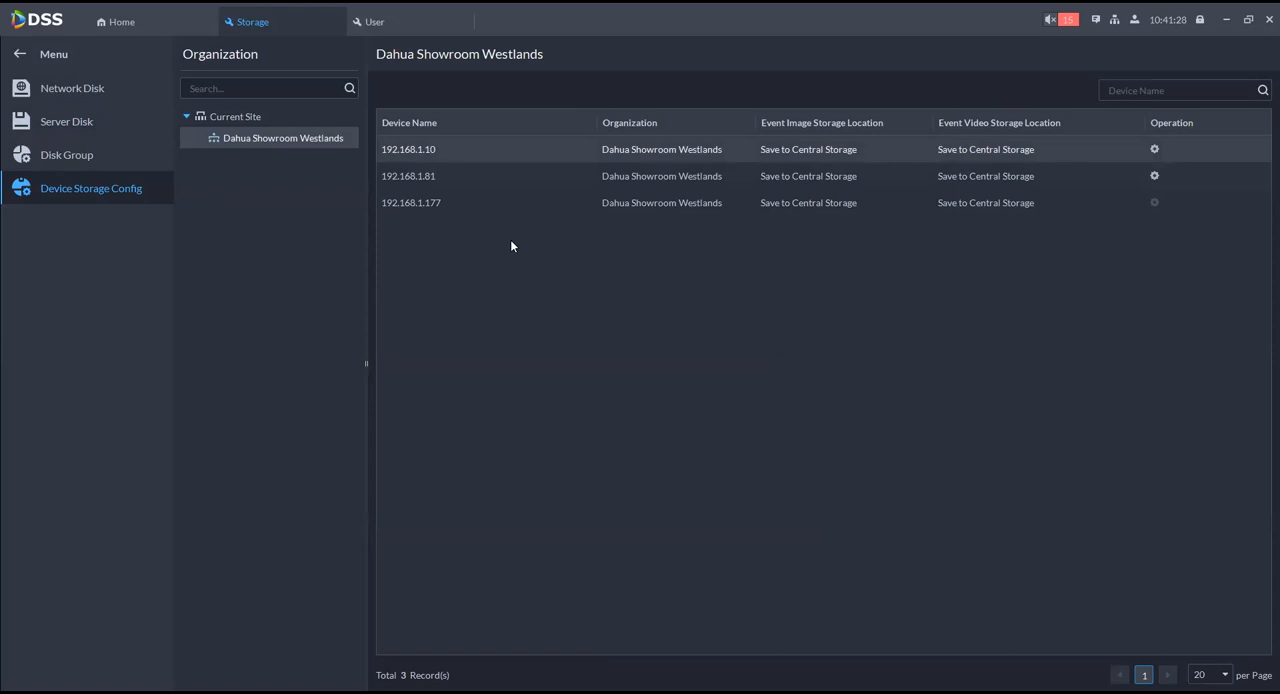 DSS Home Storage User 15 10:41:28
Menu
Network Disk
Server Disk
Disk Group
Device Storage Config
Organization
Search...
Current Site
Dahua Showroom Westlands
Dahua Showroom Westlands
Device Name
Device Name Organization Event Image Storage Location Event Video Storage Location Operation
192.168.1.10 Dahua Showroom Westlands Save to Central Storage Save to Central Storage
192.168.1.81 Dahua Showroom Westlands Save to Central Storage Save to Central Storage
192.168.1.177 Dahua Showroom Westlands Save to Central Storage Save to Central Storage
Total 3 Record(s) 1 20 per Page